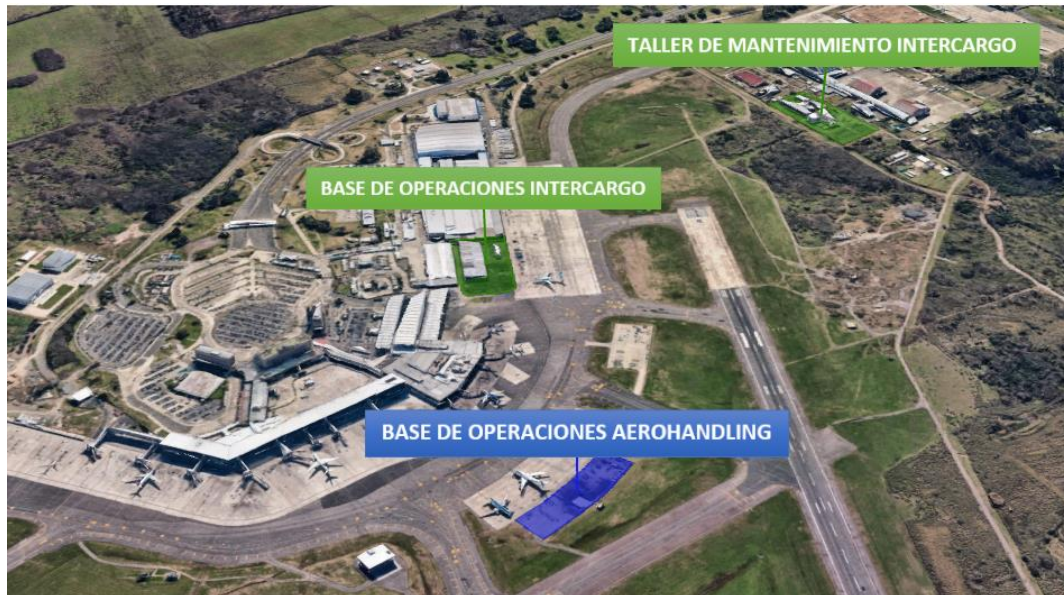 TALLER DE MANTENIMIENTO INTERCARGO
BASE DE OPERACIONES INTERCARGO
BASE DE OPERACIONES AEROHANDLING